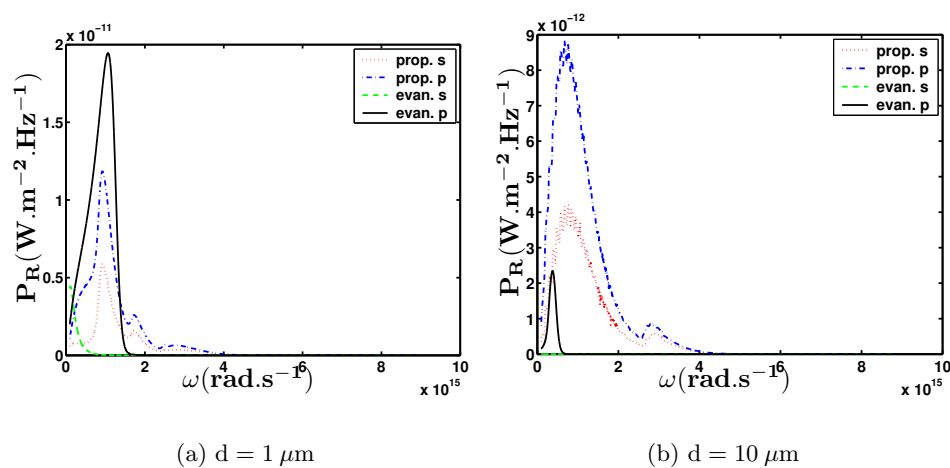 x 10⁻¹¹
2
1.5
1
0.5
0
P_R(W.m⁻².Hz⁻¹)
prop. s
prop. p
evan. s
evan. p
0 2 4 6 8 10
ω(rad.s⁻¹)
x 10¹⁵
(a) d = 1 μm
x 10⁻¹²
9
8
7
6
5
4
3
2
1
0
P_R(W.m⁻².Hz⁻¹)
prop. s
prop. p
evan. s
evan. p
0 2 4 6 8 10
ω(rad.s⁻¹)
x 10¹⁵
(b) d = 10 μm